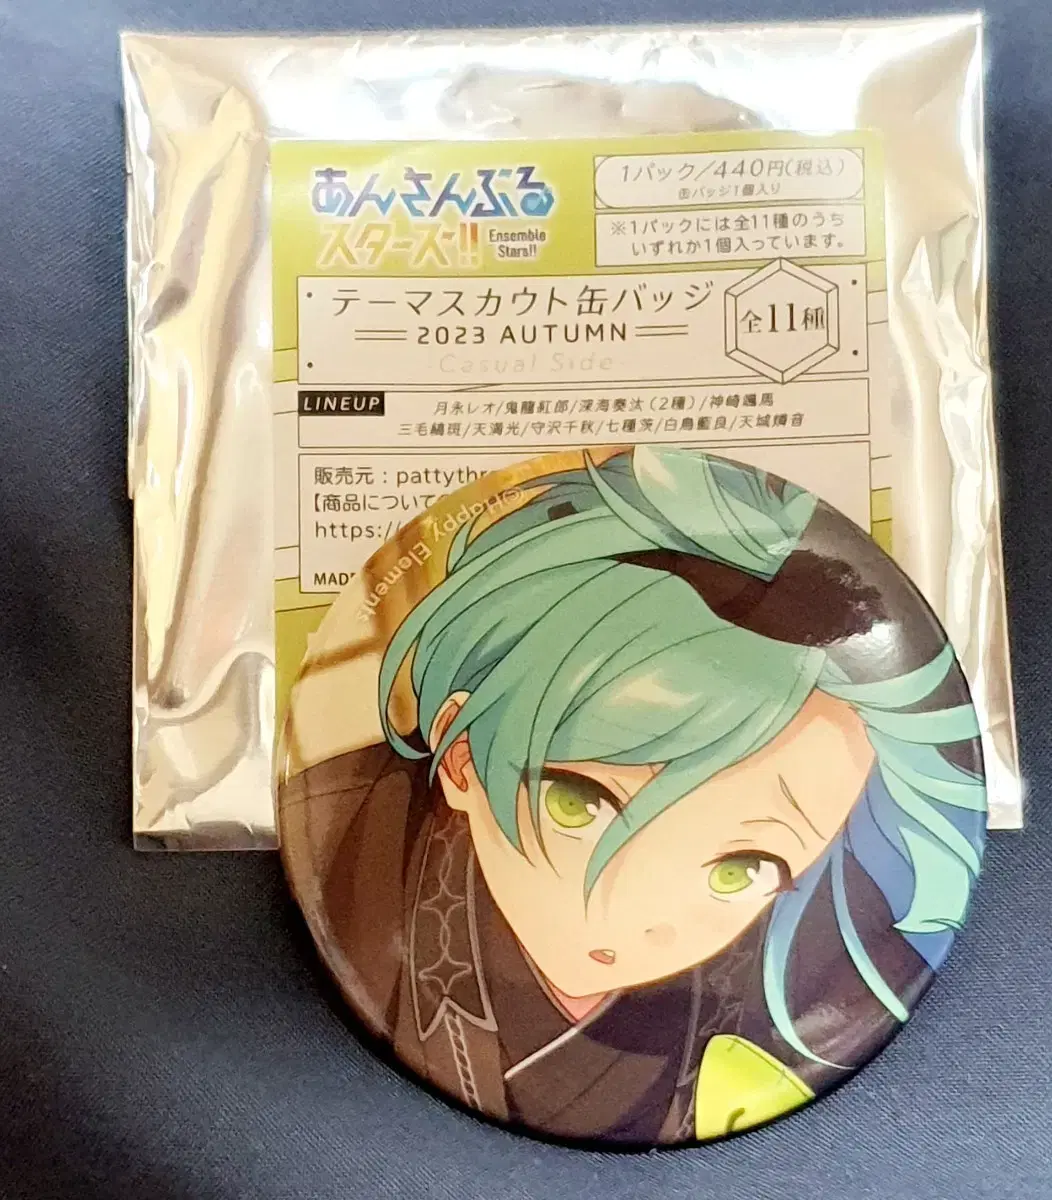 あんさんぶる
スターズ!! Ensemble Stars!!
1パック/440円(税込)
缶バッジ1個入り
※1パックには全11種のうち
いずれか1個入っています。
テーマスカウト缶バッジ
2023 AUTUMN
-Casual Side-
全11種
LINEUP
月永レオ/鬼龍紅郎/深海奏汰(2種)/神崎颯馬
三毛縞斑/天満光/守沢千秋/七種茨/白鳥藍良/天城燐音
販売元：pattythr
【商品について
https://
MADE
©Happy Elements